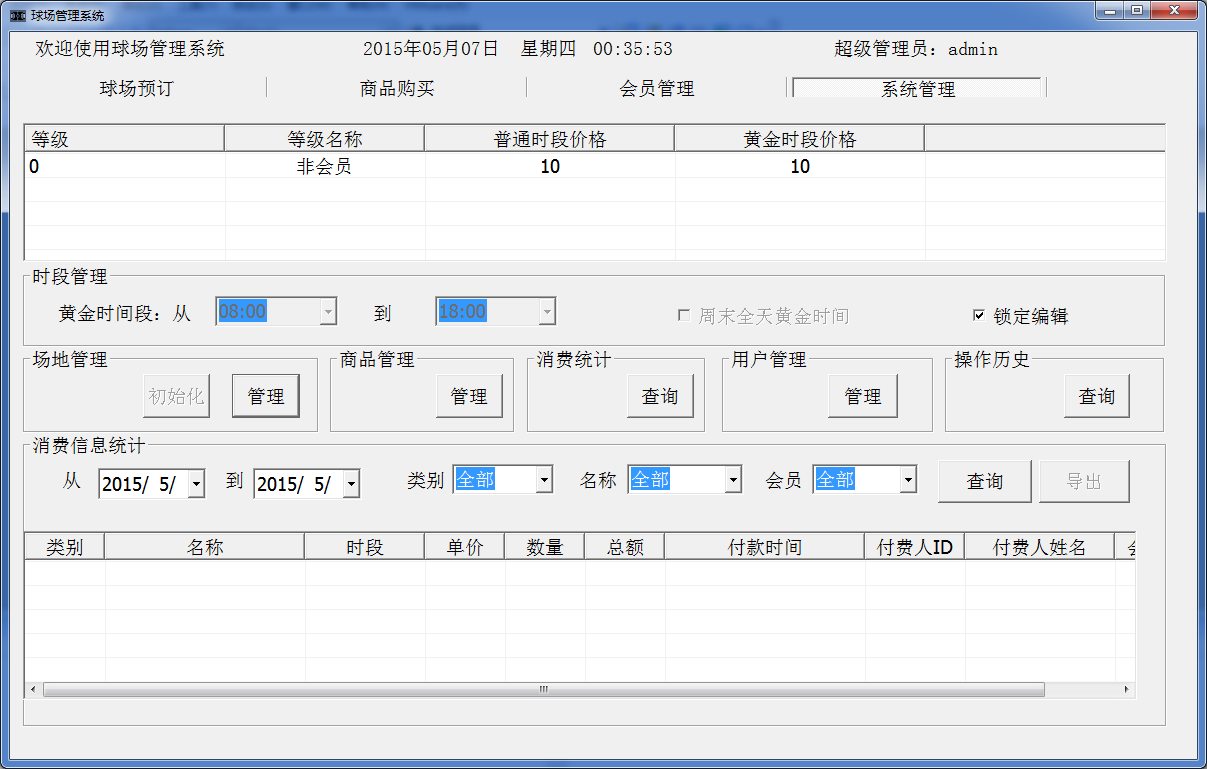 球场管理系统
欢迎使用球场管理系统 2015年05月07日 星期四 00:35:53 超级管理员：admin
球场预订 商品购买 会员管理 系统管理
等级 等级名称 普通时段价格 黄金时段价格
0 非会员 10 10
时段管理
黄金时间段：从 08:00 到 18:00 周末全天黄金时间 锁定编辑
场地管理 商品管理 消费统计 用户管理 操作历史
初始化 管理 管理 查询 管理 查询
消费信息统计
从 2015/ 5/ 到 2015/ 5/ 类别 全部 名称 全部 会员 全部 查询 导出
类别 名称 时段 单价 数量 总额 付款时间 付费人ID 付费人姓名